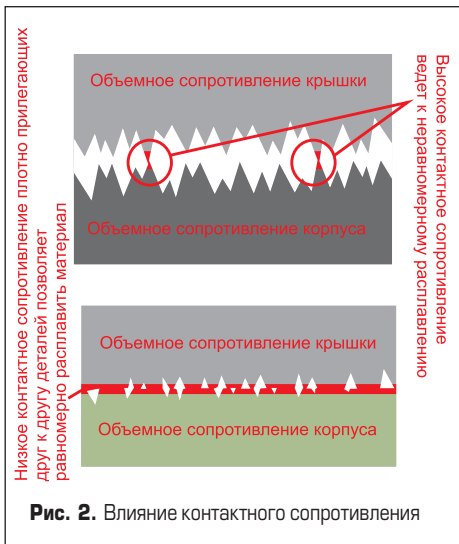 Низкое контактное сопротивление плотно прилегающих
друг к другу деталей позволяет
равномерно расплавить материал
Объемное сопротивление крышки
Объемное сопротивление корпуса
Высокое контактное сопротивление
ведет к неравномерному расплавлению
Объемное сопротивление крышки
Объемное сопротивление корпуса
Рис. 2. Влияние контактного сопротивления